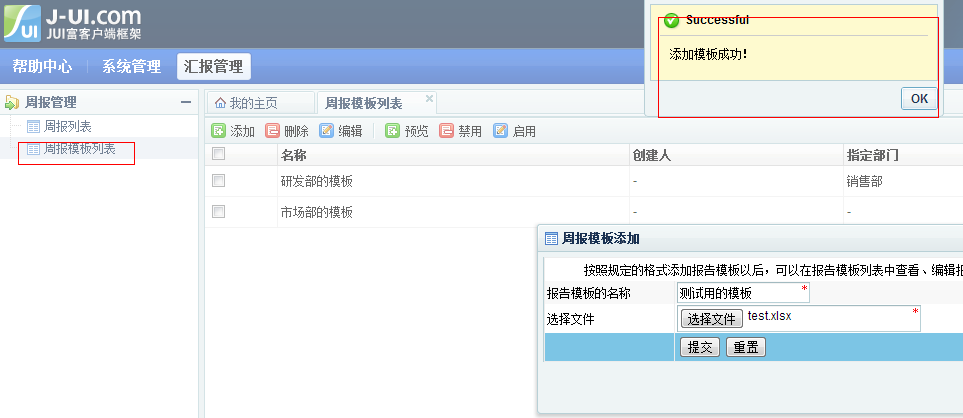 J-UI.com
JUI富客户端框架
Successful
添加模板成功!
OK
帮助中心 系统管理 汇报管理
周报管理
周报列表
周报模板列表
我的主页 周报模板列表
添加 删除 编辑 预览 禁用 启用
名称 创建人 指定部门
研发部的模板 - 销售部
市场部的模板 - -
周报模板添加
按照规定的格式添加报告模板以后，可以在报告模板列表中查看、编辑
报告模板的名称 测试用的模板 *
选择文件 选择文件 test.xlsx *
提交 重置